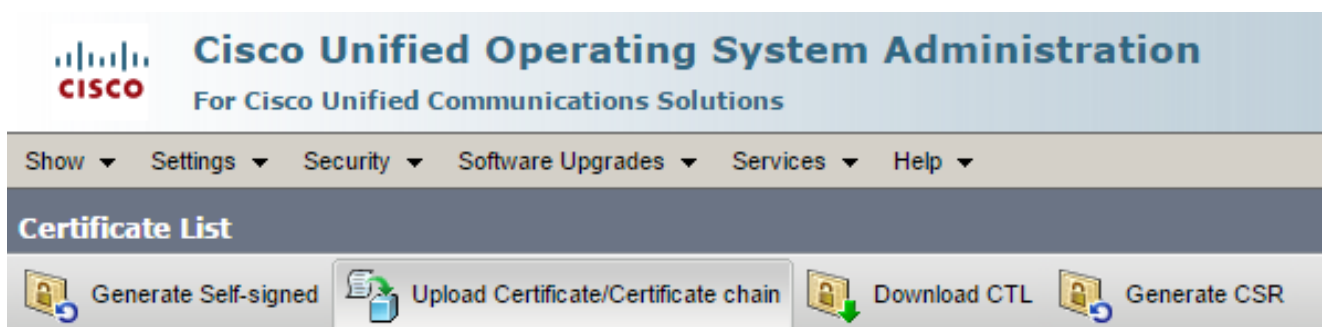 Cisco Unified Operating System Administration
CISCO
For Cisco Unified Communications Solutions
Show Settings Security Software Upgrades Services Help
Certificate List
Generate Self-signed Upload Certificate/Certificate chain Download CTL Generate CSR